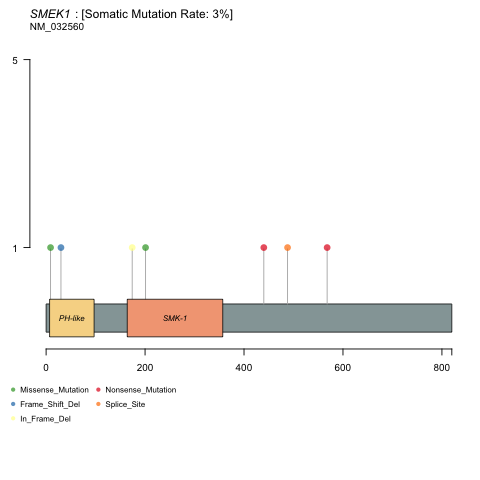 SMEK1 : [Somatic Mutation Rate: 3%]
NM_032560
5
1
PH-like
SMK-1
0 200 400 600 800
Missense_Mutation Nonsense_Mutation
Frame_Shift_Del Splice_Site
In_Frame_Del